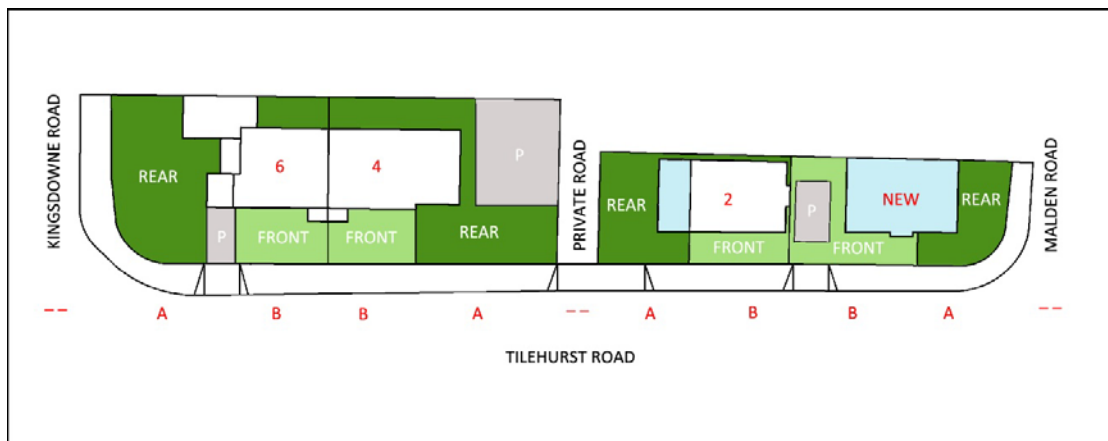 KINGSDOWNE ROAD
REAR
6
4
P
P
FRONT
FRONT
REAR
PRIVATE ROAD
REAR
2
P
NEW
REAR
FRONT
FRONT
MALDEN ROAD
-- A B B A -- A B B A --
TILEHURST ROAD